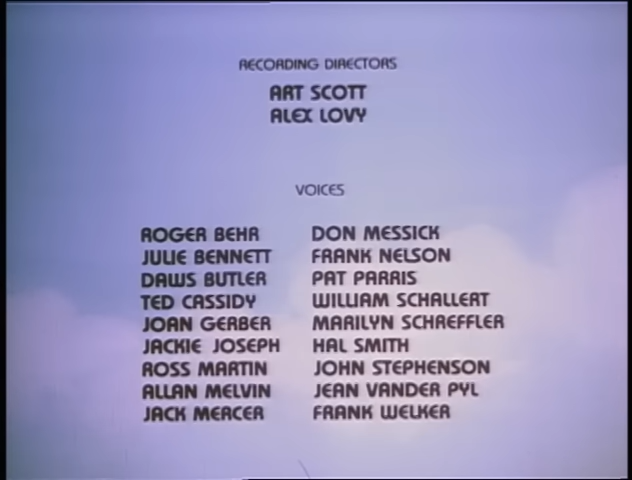 RECORDING DIRECTORS
ART SCOTT
ALEX LOVY
VOICES
ROGER BEHR DON MESSICK
JULIE BENNETT FRANK NELSON
DAWS BUTLER PAT PARRIS
TED CASSIDY WILLIAM SCHALLERT
JOAN GERBER MARILYN SCHREFFLER
JACKIE JOSEPH HAL SMITH
ROSS MARTIN JOHN STEPHENSON
ALLAN MELVIN JEAN VANDER PYL
JACK MERCER FRANK WELKER